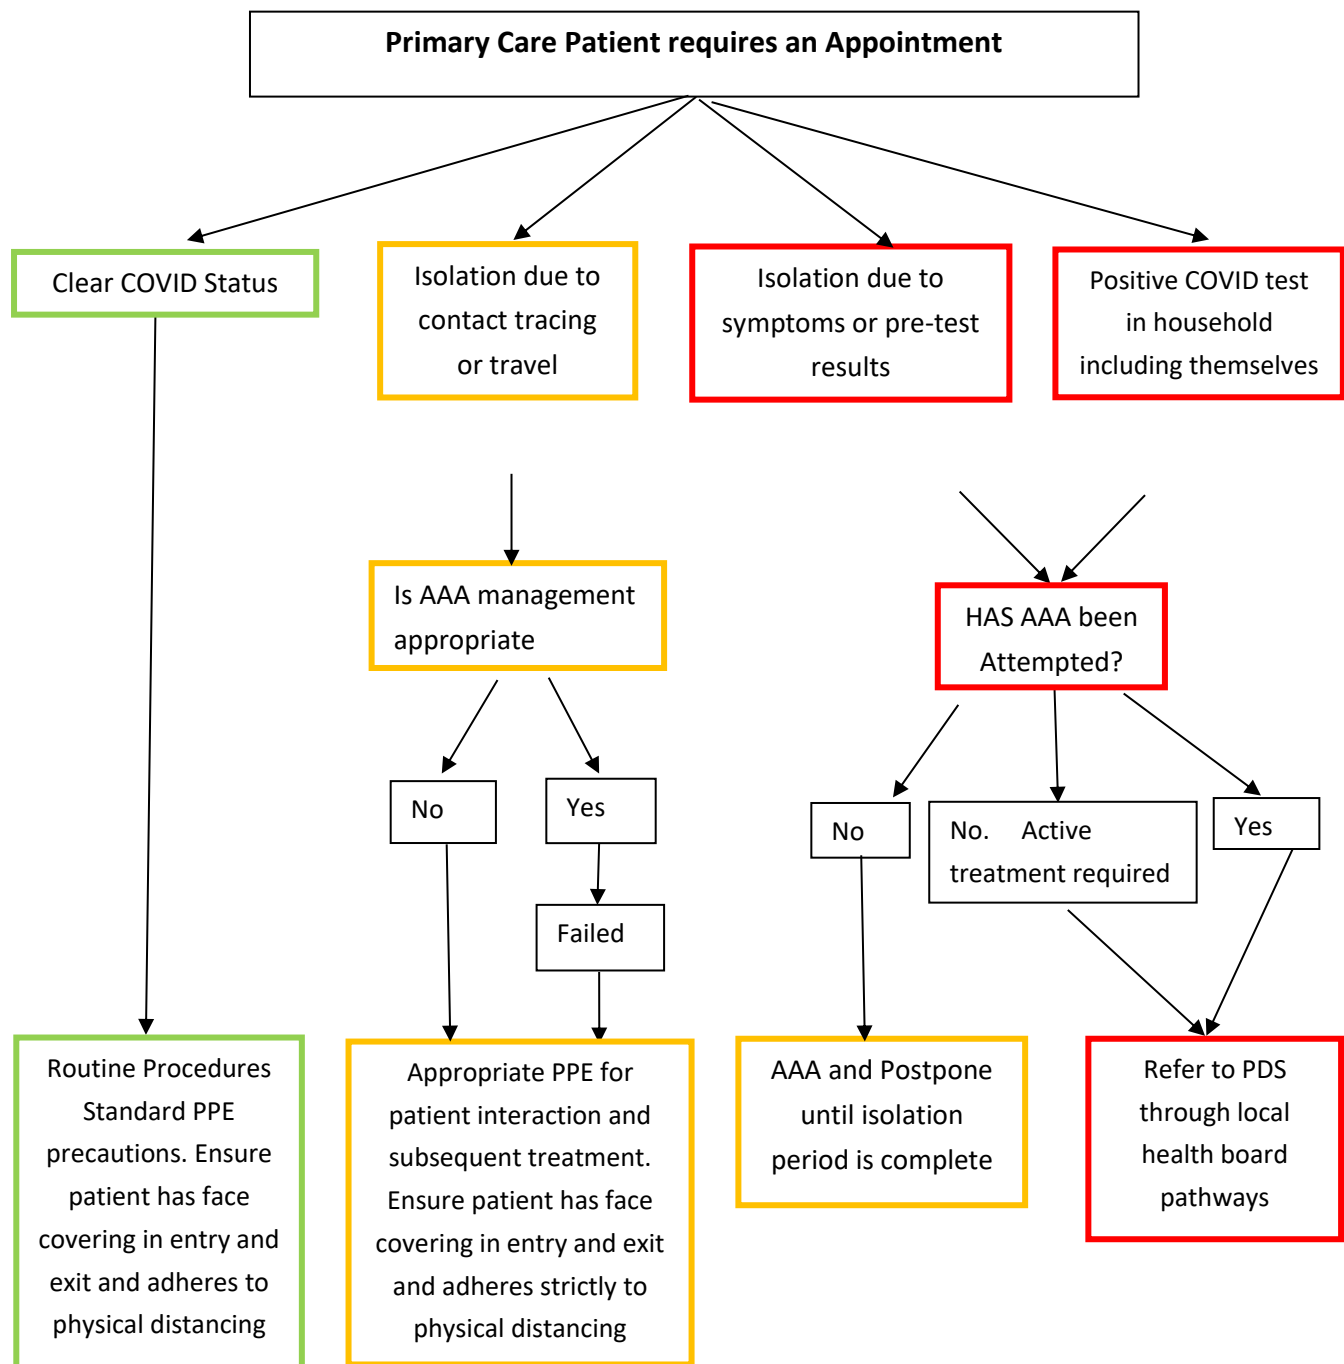 Primary Care Patient requires an Appointment
Clear COVID Status
Isolation due to
contact tracing
or travel
Isolation due to
symptoms or pre-test
results
Positive COVID test
in household
including themselves
Is AAA management
appropriate
HAS AAA been
Attempted?
No
Yes
Failed
No
No. Active
treatment required
Yes
Routine Procedures
Standard PPE
precautions. Ensure
patient has face
covering in entry and
exit and adheres to
physical distancing
Appropriate PPE for
patient interaction and
subsequent treatment.
Ensure patient has face
covering in entry and exit
and adheres strictly to
physical distancing
AAA and Postpone
until isolation
period is complete
Refer to PDS
through local
health board
pathways